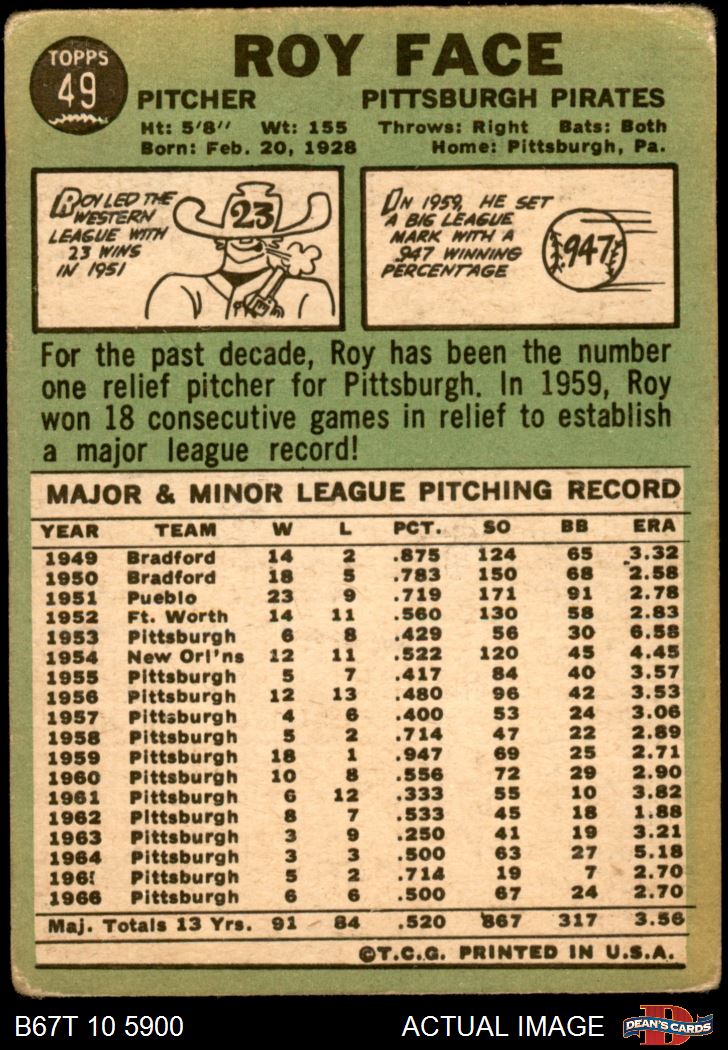 TOPPS
49
ROY FACE
PITCHER PITTSBURGH PIRATES
Ht: 5'8" Wt: 155 Throws: Right Bats: Both
Born: Feb. 20, 1928 Home: Pittsburgh, Pa.
ROY LED THE
WESTERN
LEAGUE WITH
23 WINS
IN 1951
23
IN 1959, HE SET
A BIG LEAGUE
MARK WITH A
.947 WINNING
PERCENTAGE
.947
For the past decade, Roy has been the number
one relief pitcher for Pittsburgh. In 1959, Roy
won 18 consecutive games in relief to establish
a major league record!
MAJOR & MINOR LEAGUE PITCHING RECORD
YEAR TEAM W L PCT. SO BB ERA
1949 Bradford 14 2 .875 124 65 3.32
1950 Bradford 18 5 .783 150 68 2.58
1951 Pueblo 23 9 .719 171 91 2.78
1952 Ft. Worth 14 11 .560 130 58 2.83
1953 Pittsburgh 6 8 .429 56 30 6.58
1954 New Orl'ns 12 11 .522 120 45 4.45
1955 Pittsburgh 5 7 .417 84 40 3.57
1956 Pittsburgh 12 13 .480 96 42 3.53
1957 Pittsburgh 4 6 .400 53 24 3.06
1958 Pittsburgh 5 2 .714 47 22 2.89
1959 Pittsburgh 18 1 .947 69 25 2.71
1960 Pittsburgh 10 8 .556 72 29 2.90
1961 Pittsburgh 6 12 .333 55 10 3.82
1962 Pittsburgh 8 7 .533 45 18 1.88
1963 Pittsburgh 3 9 .250 41 19 3.21
1964 Pittsburgh 3 3 .500 63 27 5.18
Pittsburgh 5 2 .714 19 7 2.70
1966 Pittsburgh 6 6 .500 67 24 2.70
Maj. Totals 13 Yrs. 91 84 .520 867 317 3.56
©T.C.G. PRINTED IN U.S.A.
B67T 10 5900 ACTUAL IMAGE
D
DEAN'S CARDS